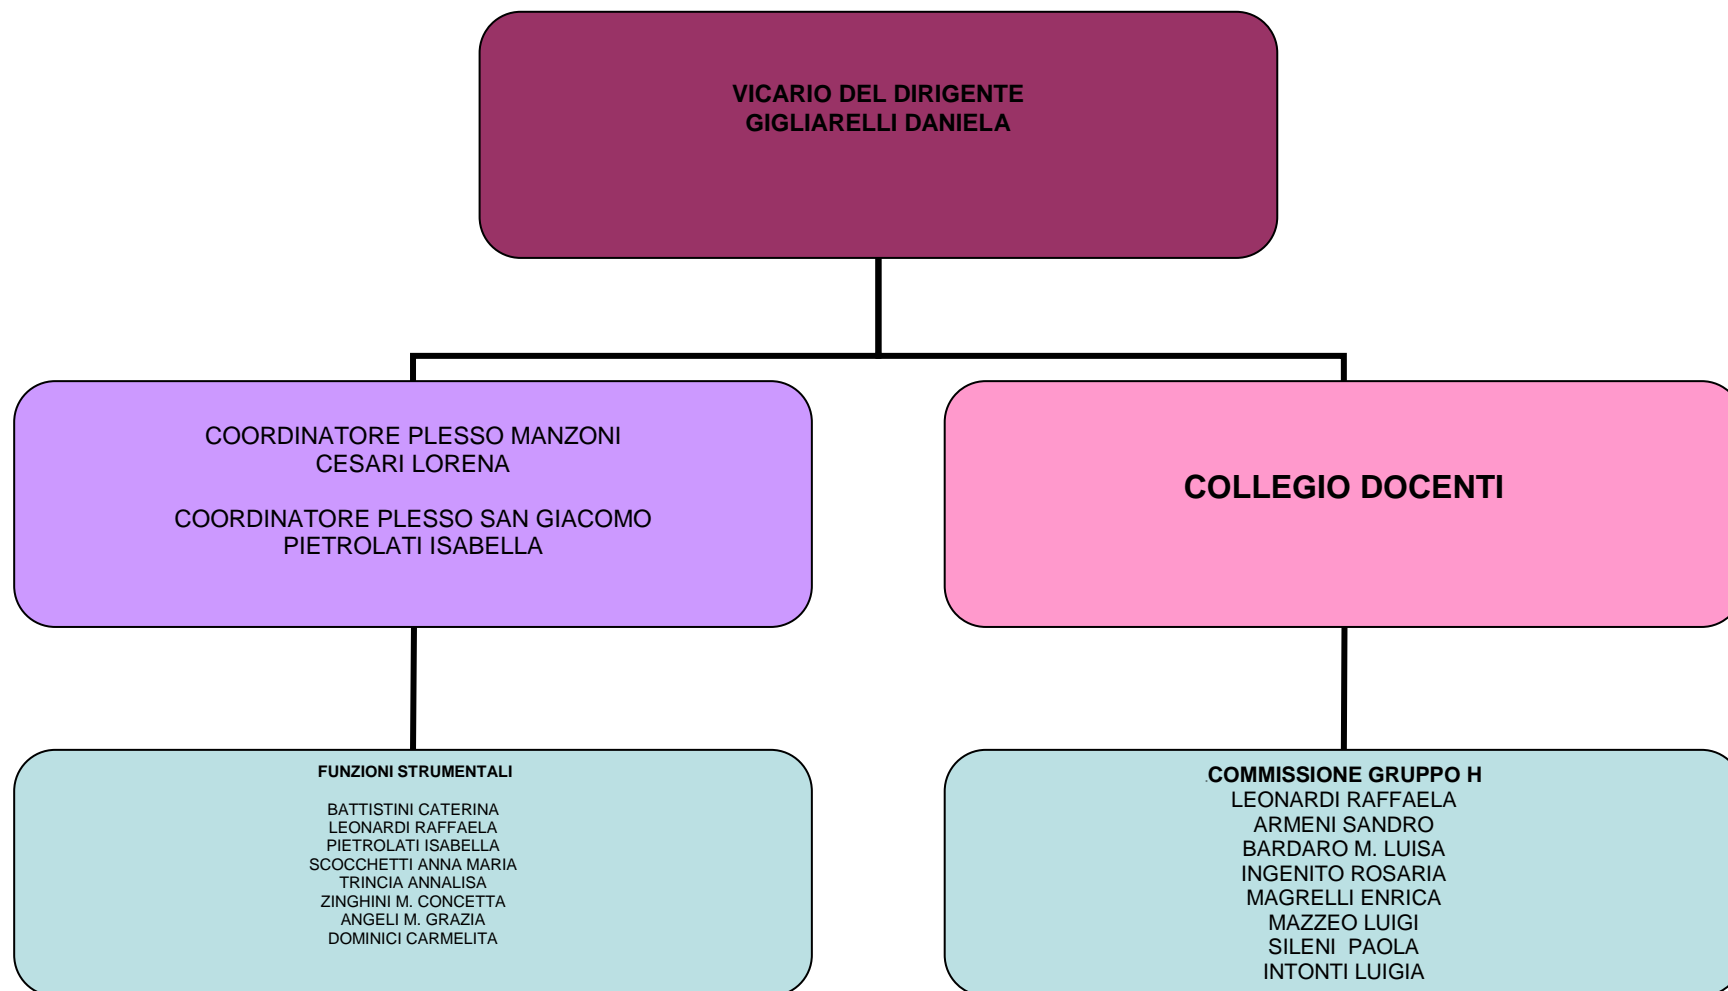 VICARIO DEL DIRIGENTE
GIGLIARELLI DANIELA
COORDINATORE PLESSO MANZONI
CESARI LORENA
COORDINATORE PLESSO SAN GIACOMO
PIETROLATI ISABELLA
COLLEGIO DOCENTI
FUNZIONI STRUMENTALI
BATTISTINI CATERINA
LEONARDI RAFFAELA
PIETROLATI ISABELLA
SCOCCHETTI ANNA MARIA
TRINCIA ANNALISA
ZINGHINI M. CONCETTA
ANGELI M. GRAZIA
DOMINICI CARMELITA
.COMMISSIONE GRUPPO H
LEONARDI RAFFAELA
ARMENI SANDRO
BARDARO M. LUISA
INGENITO ROSARIA
MAGRELLI ENRICA
MAZZEO LUIGI
SILENI  PAOLA
INTONTI LUIGIA